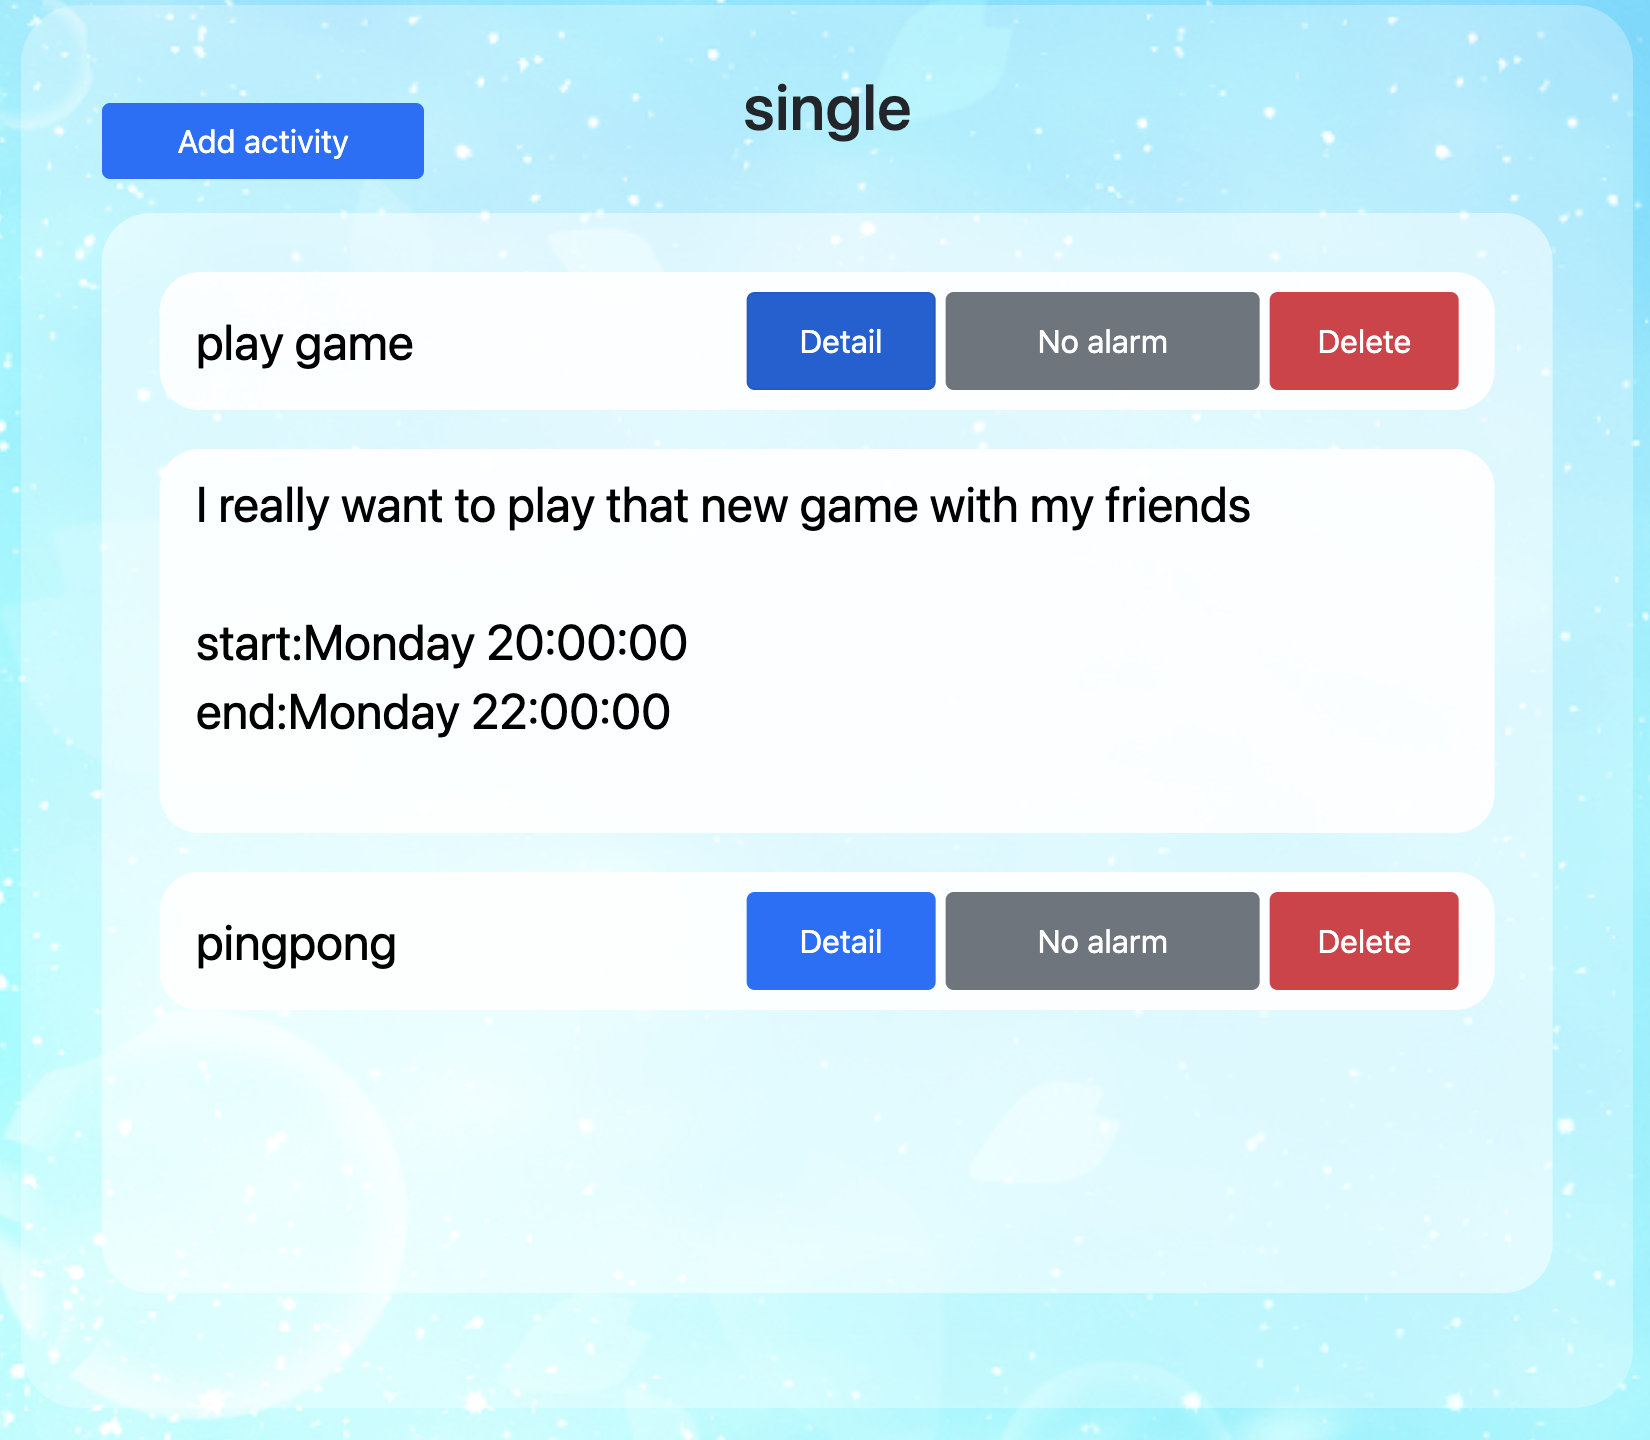 single
Add activity
play game
Detail
No alarm
Delete
I really want to play that new game with my friends
start:Monday 20:00:00
end:Monday 22:00:00
pingpong
Detail
No alarm
Delete